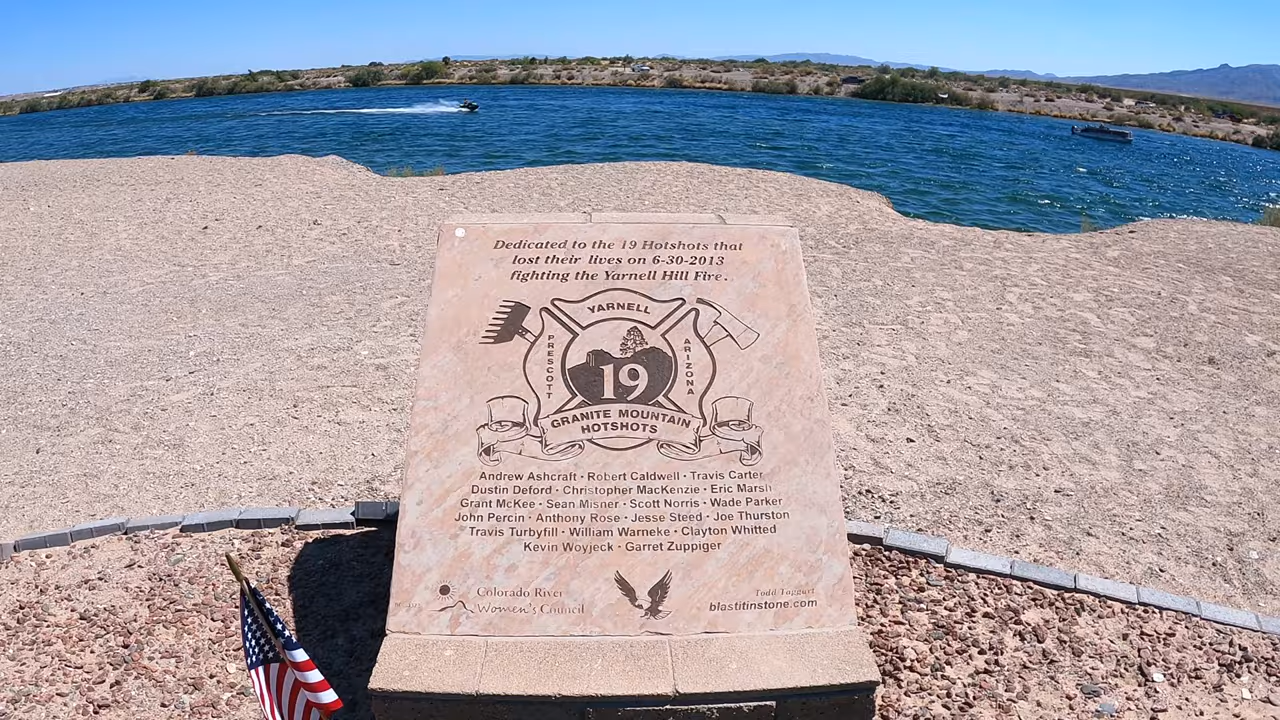 Dedicated to the 19 Hotshots that
lost their lives on 6-30-2013
fighting the Yarnell Hill Fire.
YARNELL
PRESCOTT
ARIZONA
19
GRANITE MOUNTAIN
HOTSHOTS
Andrew Ashcraft • Robert Caldwell • Travis Carter
Dustin Deford • Christopher MacKenzie • Eric Marsh
Grant McKee • Sean Misner • Scott Norris • Wade Parker
John Percin • Anthony Rose • Jesse Steed • Joe Thurston
Travis Turbyfill • William Warneke • Clayton Whitted
Kevin Woyjeck • Garret Zuppiger
Colorado River
Women's Council
Todd Taggart
blastitinstone.com